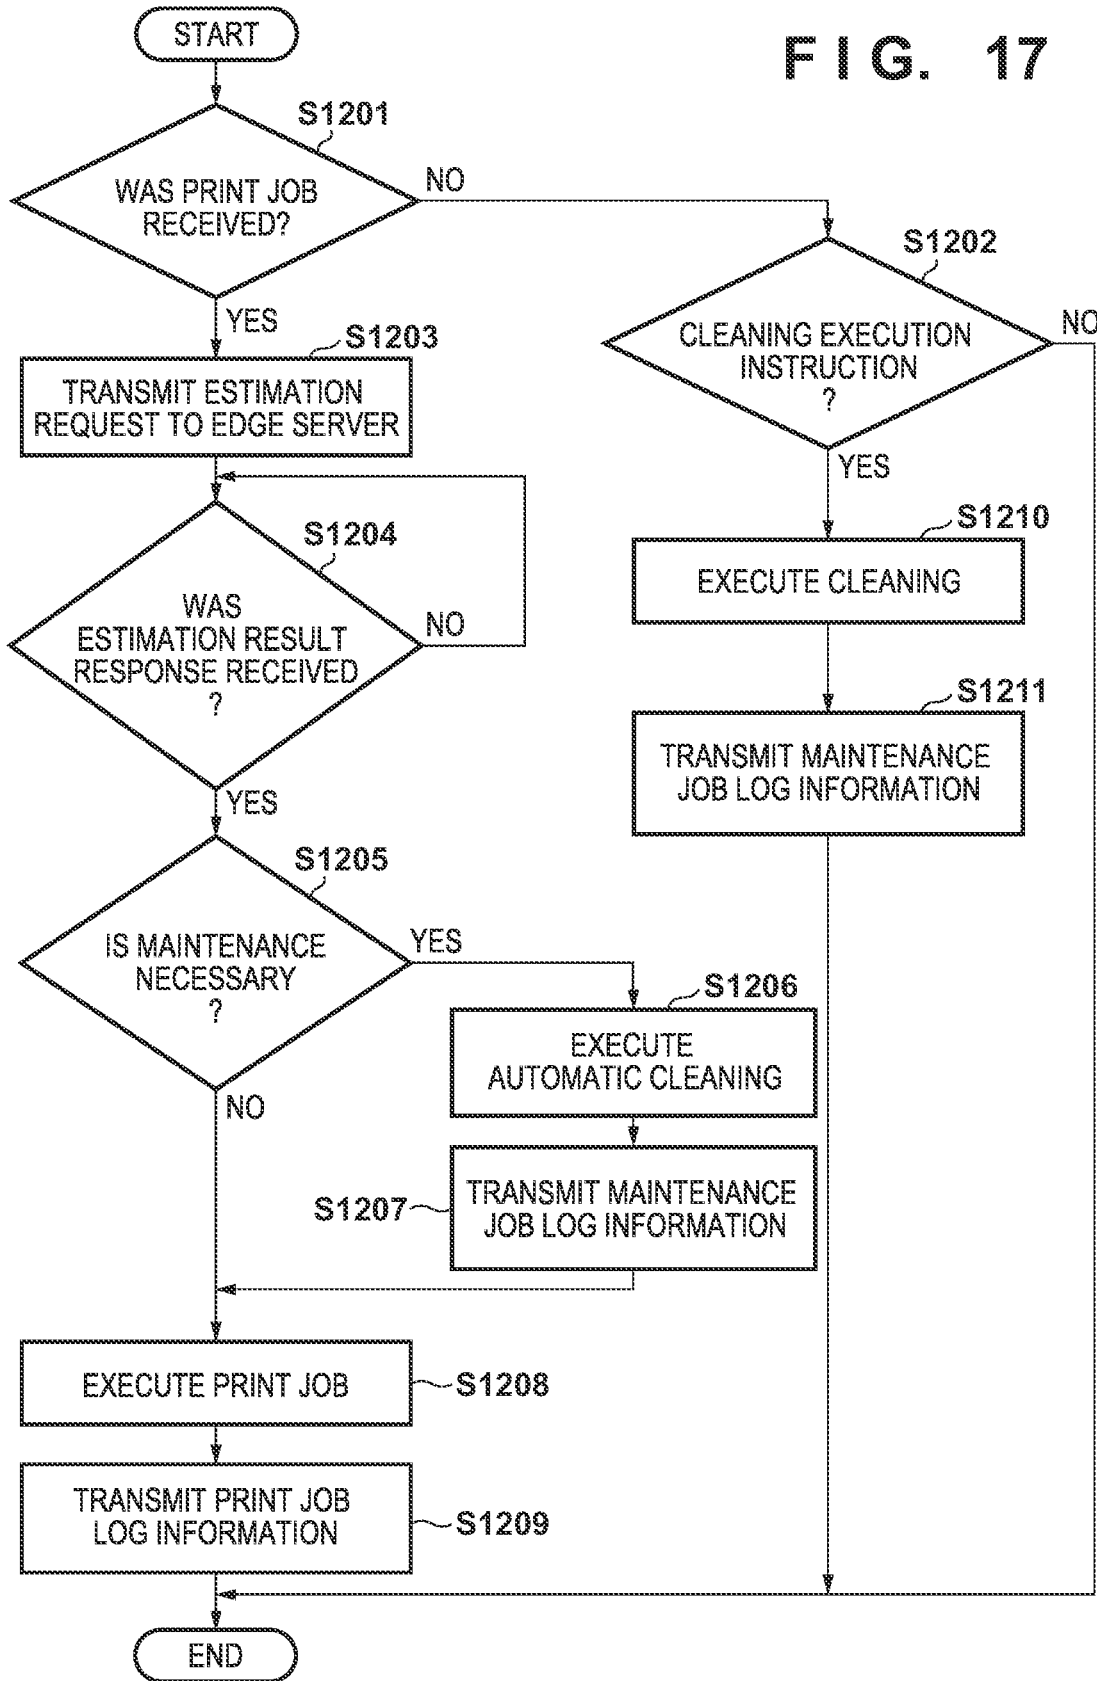 START
F I G. 17
S1201
WAS PRINT JOB
RECEIVED?
NO
YES
S1202
CLEANING EXECUTION
INSTRUCTION
?
NO
YES
S1203
TRANSMIT ESTIMATION
REQUEST TO EDGE SERVER
S1204
WAS
ESTIMATION RESULT
RESPONSE RECEIVED
?
NO
YES
S1210
EXECUTE CLEANING
S1211
TRANSMIT MAINTENANCE
JOB LOG INFORMATION
S1205
IS MAINTENANCE
NECESSARY
?
YES
NO
S1206
EXECUTE
AUTOMATIC CLEANING
S1207
TRANSMIT MAINTENANCE
JOB LOG INFORMATION
EXECUTE PRINT JOB
S1208
TRANSMIT PRINT JOB
LOG INFORMATION
S1209
END